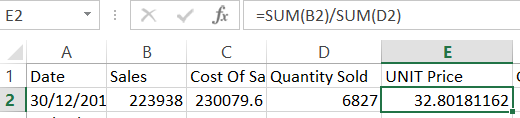 E2 =SUM(B2)/SUM(D2)
A B C D E
1 Date Sales Cost Of Sa Quantity Sold UNIT Price
2 30/12/201 223938 230079.6 6827 32.80181162